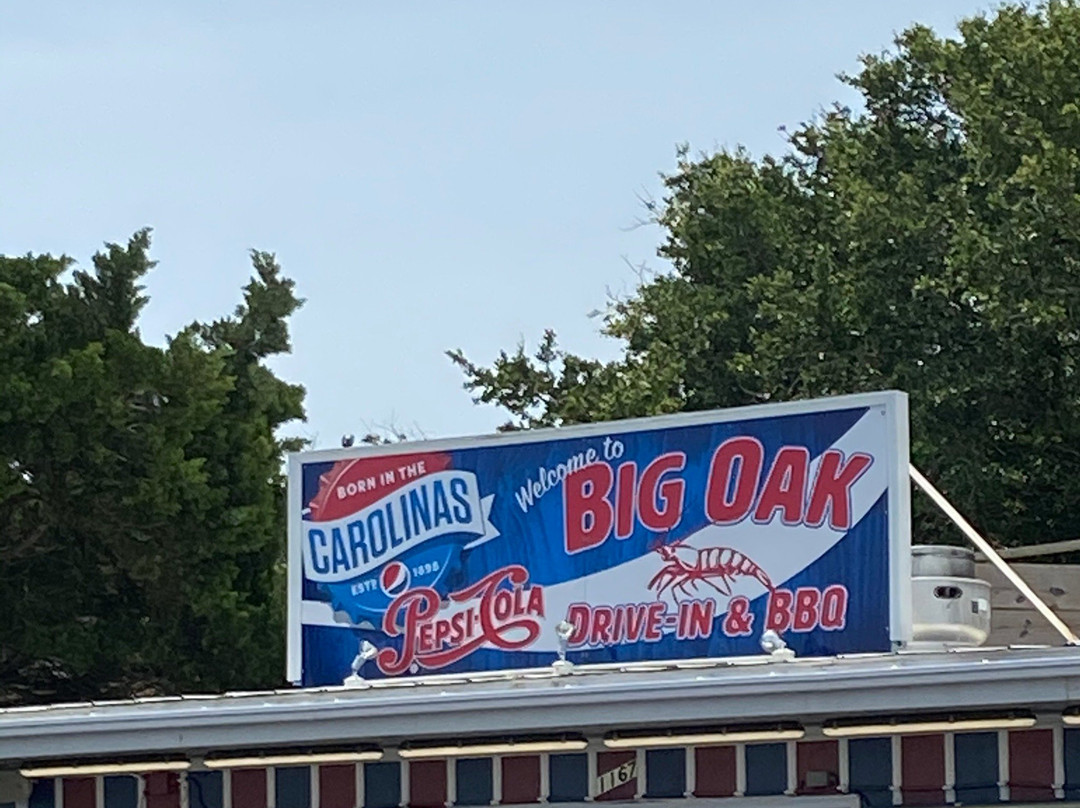 BORN IN THE
CAROLINAS
ESTD 1898
PEPSI-COLA
Welcome to
BIG OAK
DRIVE-IN & BBQ
1167